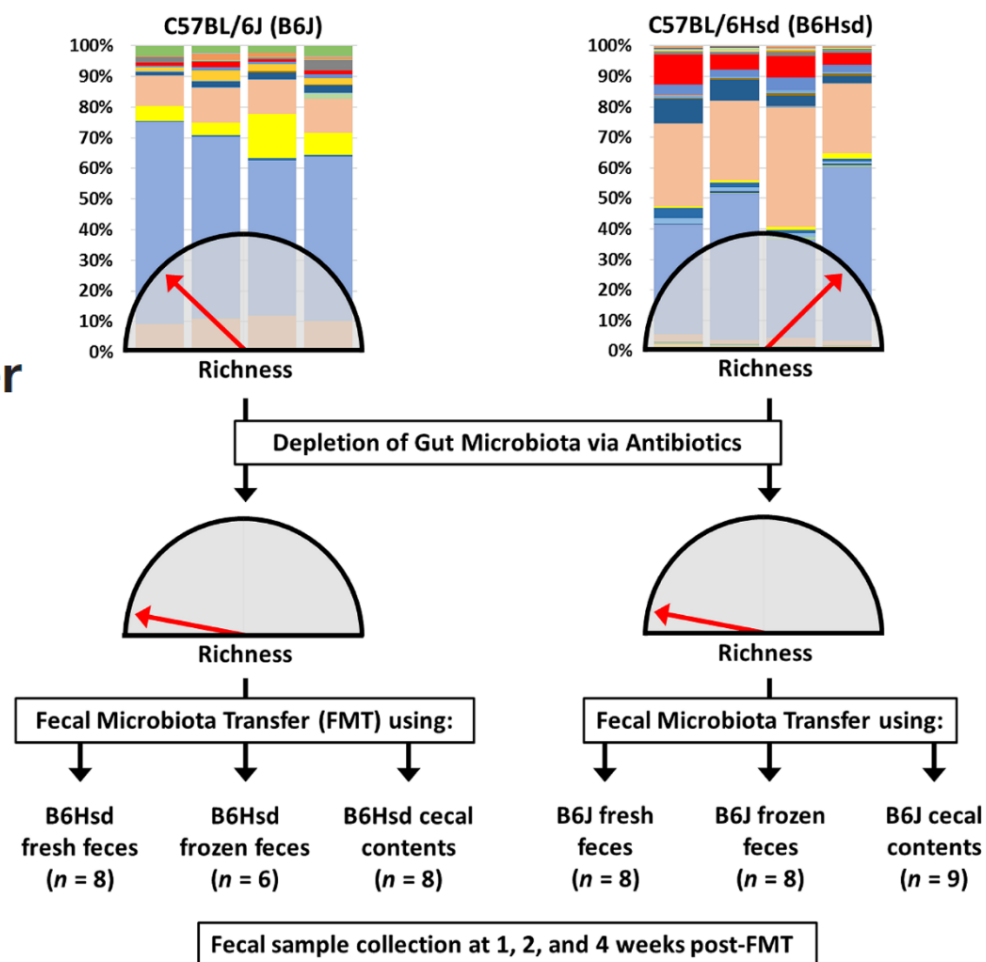 C57BL/6J (B6J)
C57BL/6Hsd (B6Hsd)
100%
90%
80%
70%
60%
50%
40%
30%
20%
10%
0%
100%
90%
80%
70%
60%
50%
40%
30%
20%
10%
0%
Richness
Richness
r
Depletion of Gut Microbiota via Antibiotics
Richness
Richness
Fecal Microbiota Transfer (FMT) using:
Fecal Microbiota Transfer using:
B6Hsd
fresh feces
(n = 8)
B6Hsd
frozen feces
(n = 6)
B6Hsd cecal
contents
(n = 8)
B6J fresh
feces
(n = 8)
B6J frozen
feces
(n = 8)
B6J cecal
contents
(n = 9)
Fecal sample collection at 1, 2, and 4 weeks post-FMT